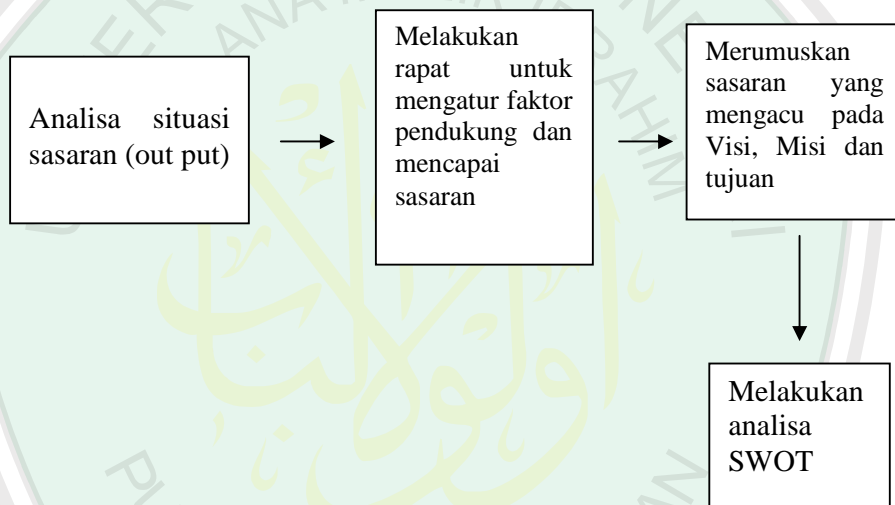 Analisa situasi
sasaran (out put)
Melakukan
rapat untuk
mengatur faktor
pendukung dan
mencapai
sasaran
Merumuskan
sasaran yang
mengacu pada
Visi, Misi dan
tujuan
Melakukan
analisa
SWOT